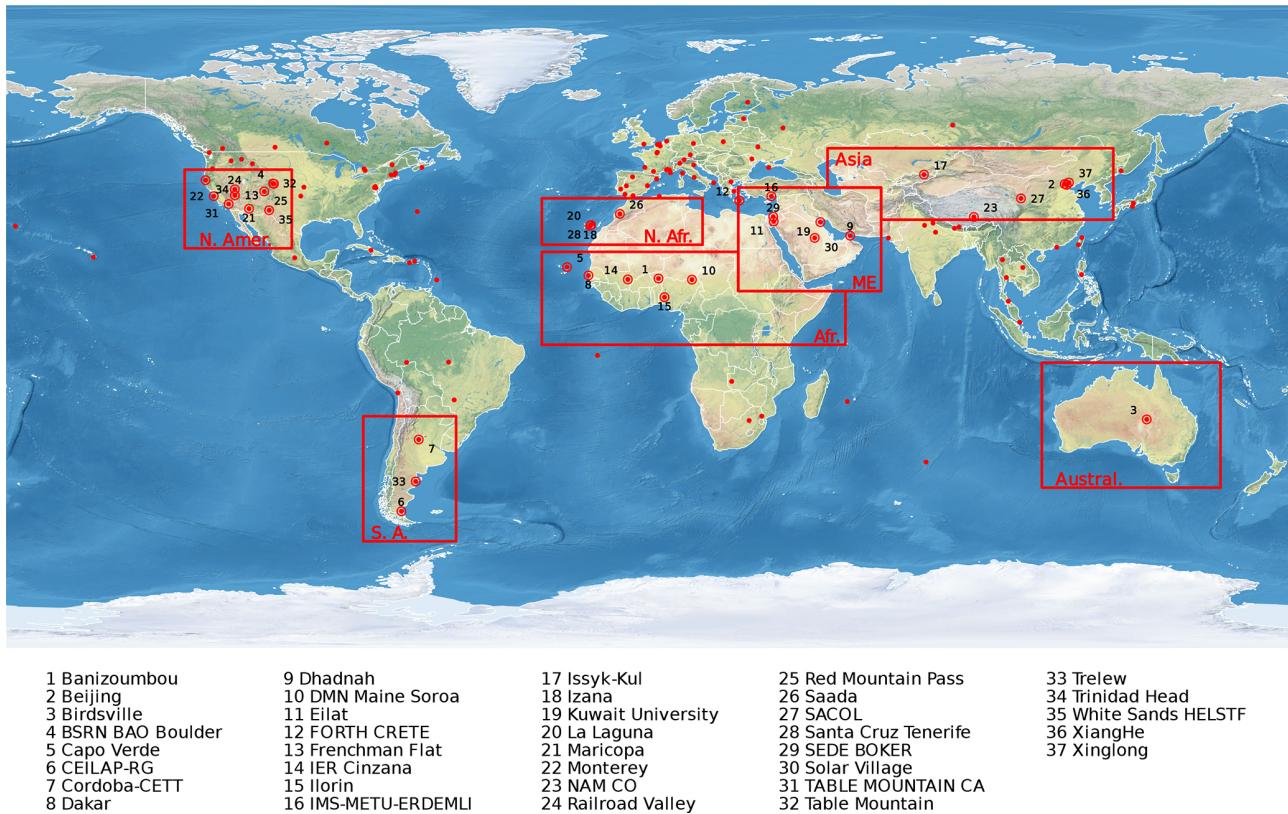 Asia
17
37
2
36
27
23
4
32
24
34
22
13
25
31
21
35
N. Amer.
12
16
26
20
28
18
N. Afr.
29
11
19
9
30
ME
5
8
14
1
10
15
Afr.
3
Austral.
7
33
6
S. A.
1 Banizoumbou
2 Beijing
3 Birdsville
4 BSRN BAO Boulder
5 Capo Verde
6 CEILAP-RG
7 Cordoba-CETT
8 Dakar
9 Dhadnah
10 DMN Maine Soroa
11 Eilat
12 FORTH CRETE
13 Frenchman Flat
14 IER Cinzana
15 Ilorin
16 IMS-METU-ERDEMLI
17 Issyk-Kul
18 Izana
19 Kuwait University
20 La Laguna
21 Maricopa
22 Monterey
23 NAM CO
24 Railroad Valley
25 Red Mountain Pass
26 Saada
27 SACOL
28 Santa Cruz Tenerife
29 SEDE BOKER
30 Solar Village
31 TABLE MOUNTAIN CA
32 Table Mountain
33 Trelew
34 Trinidad Head
35 White Sands HELSTF
36 XiangHe
37 Xinglong